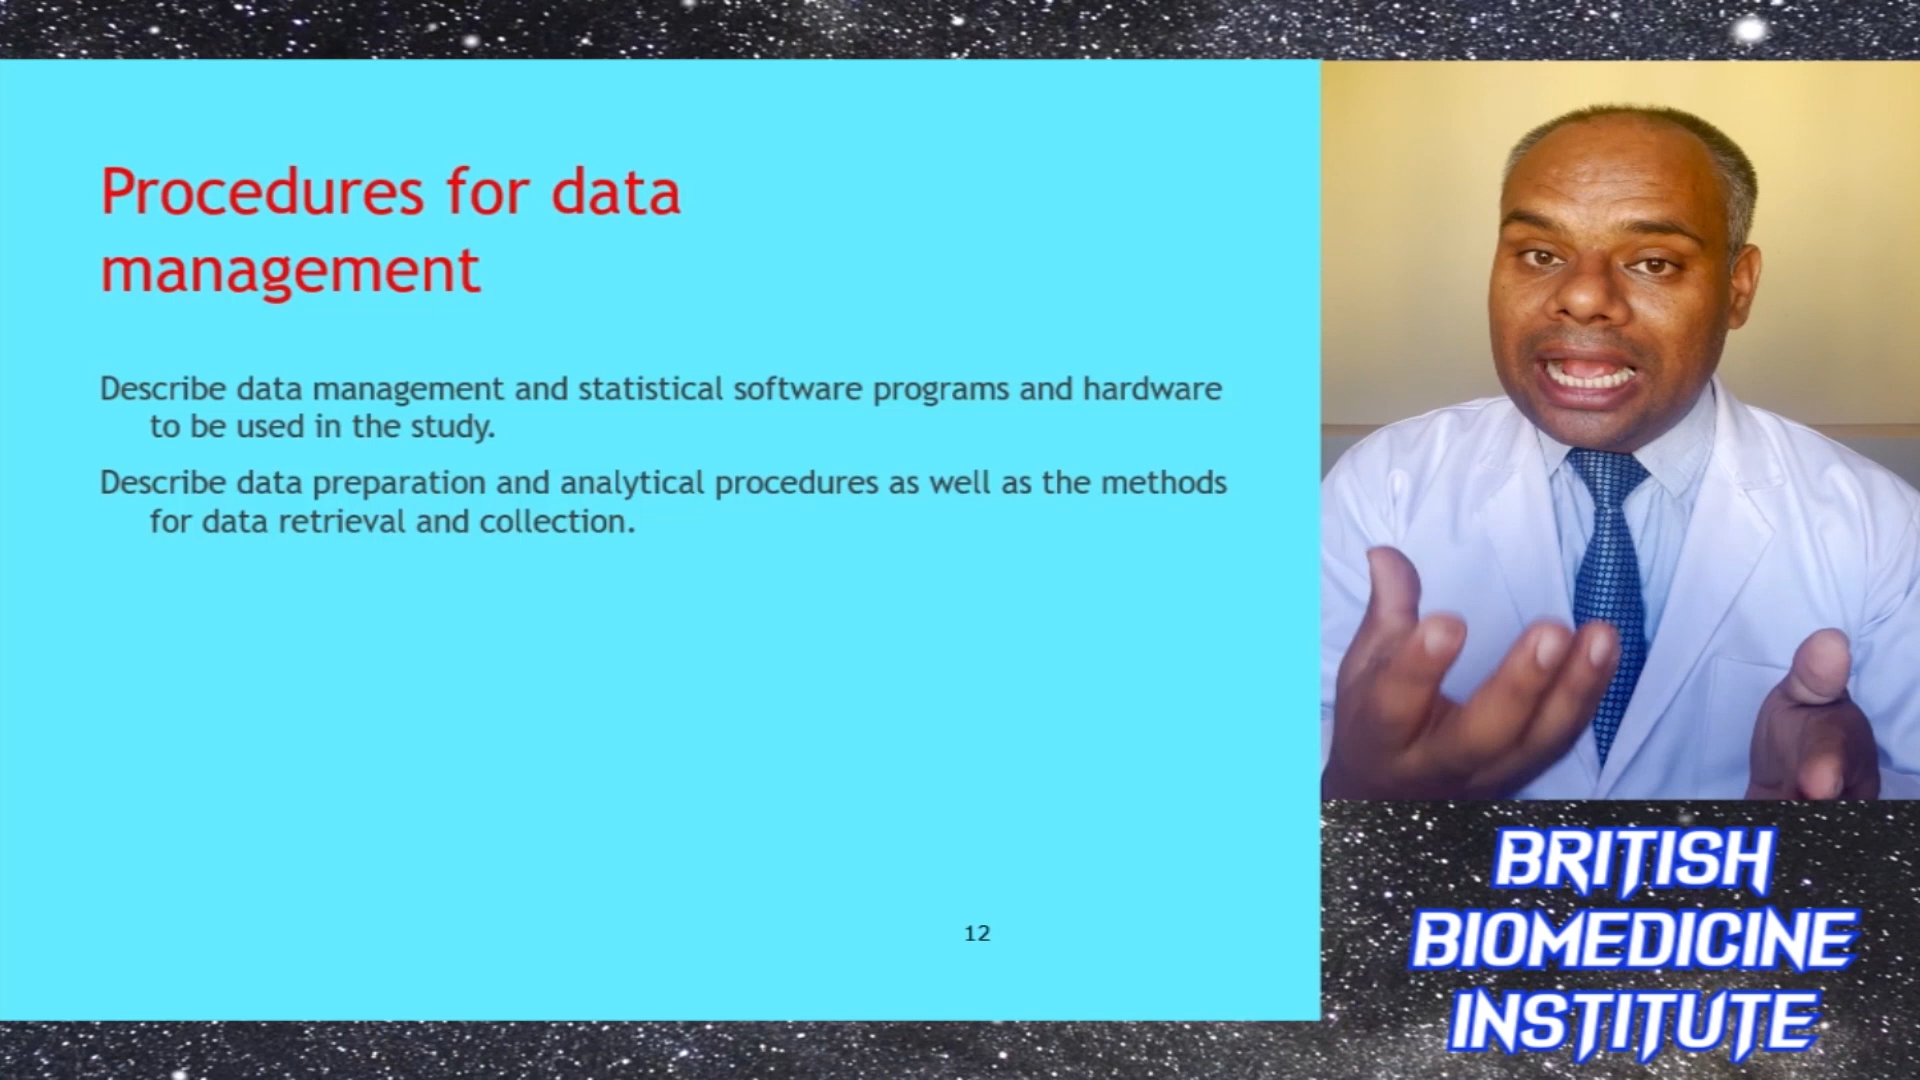 Procedures for data
management
Describe data management and statistical software programs and hardware
to be used in the study.
Describe data preparation and analytical procedures as well as the methods
for data retrieval and collection.
12
BRITISH
BIOMEDICINE
INSTITUTE